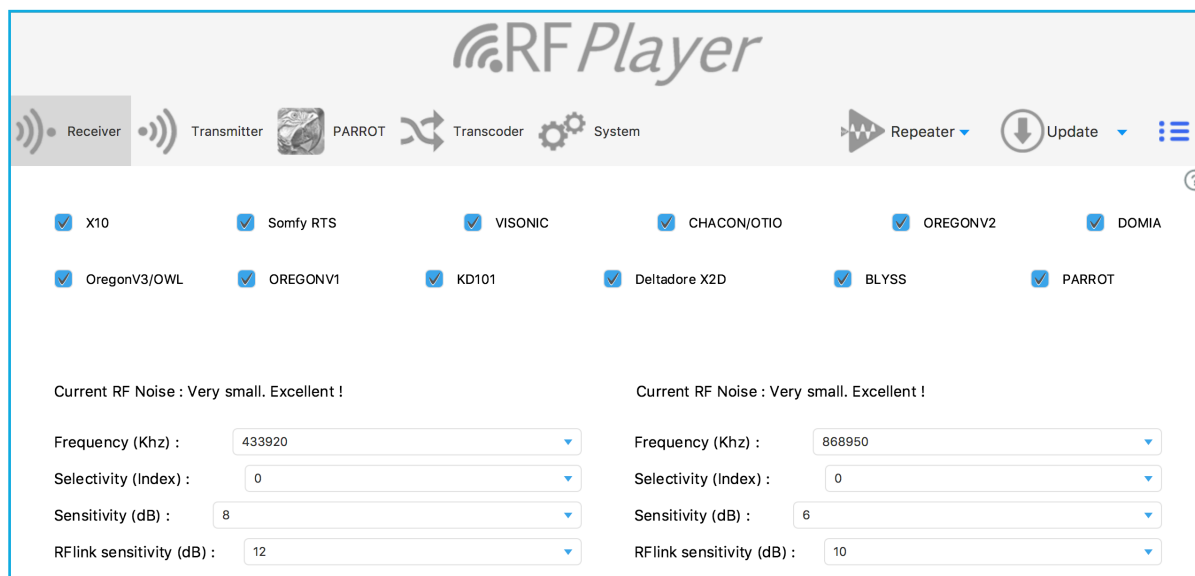 RFPlayer
Receiver Transmitter PARROT Transcoder System Repeater Update
?
X10 Somfy RTS VISONIC CHACON/OTIO OREGONV2 DOMIA
OregonV3/OWL OREGONV1 KD101 Deltadore X2D BLYSS PARROT
Current RF Noise : Very small. Excellent ! Current RF Noise : Very small. Excellent !
Frequency (Khz) : 433920 Frequency (Khz) : 868950
Selectivity (Index) : 0 Selectivity (Index) : 0
Sensitivity (dB) : 8 Sensitivity (dB) : 6
RFlink sensitivity (dB) : 12 RFlink sensitivity (dB) : 10